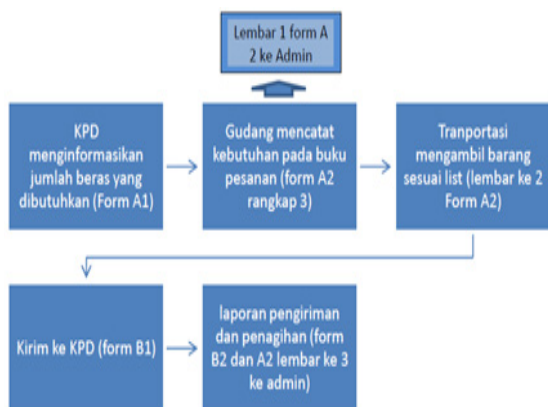 Lembar 1 form A
2 ke Admin
KPD
menginformasikan
jumlah beras yang
dibutuhkan (Form A1)
Gudang mencatat
kebutuhan pada buku
pesanan (form A2
rangkap 3)
Tranportasi
mengambil barang
sesuai list (lembar ke 2
Form A2)
Kirim ke KPD (form B1)
laporan pengiriman
dan penagihan (form
B2 dan A2 lembar ke 3
ke admin)